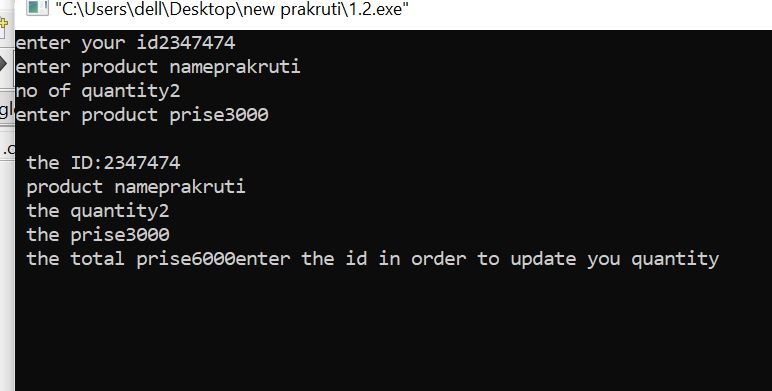 "C:\Users\dell\Desktop\new prakruti\1.2.exe"
enter your id2347474
enter product nameprakruti
no of quantity2
enter product prise3000
the ID:2347474
product nameprakruti
the quantity2
the prise3000
the total prise6000enter the id in order to update you quantity